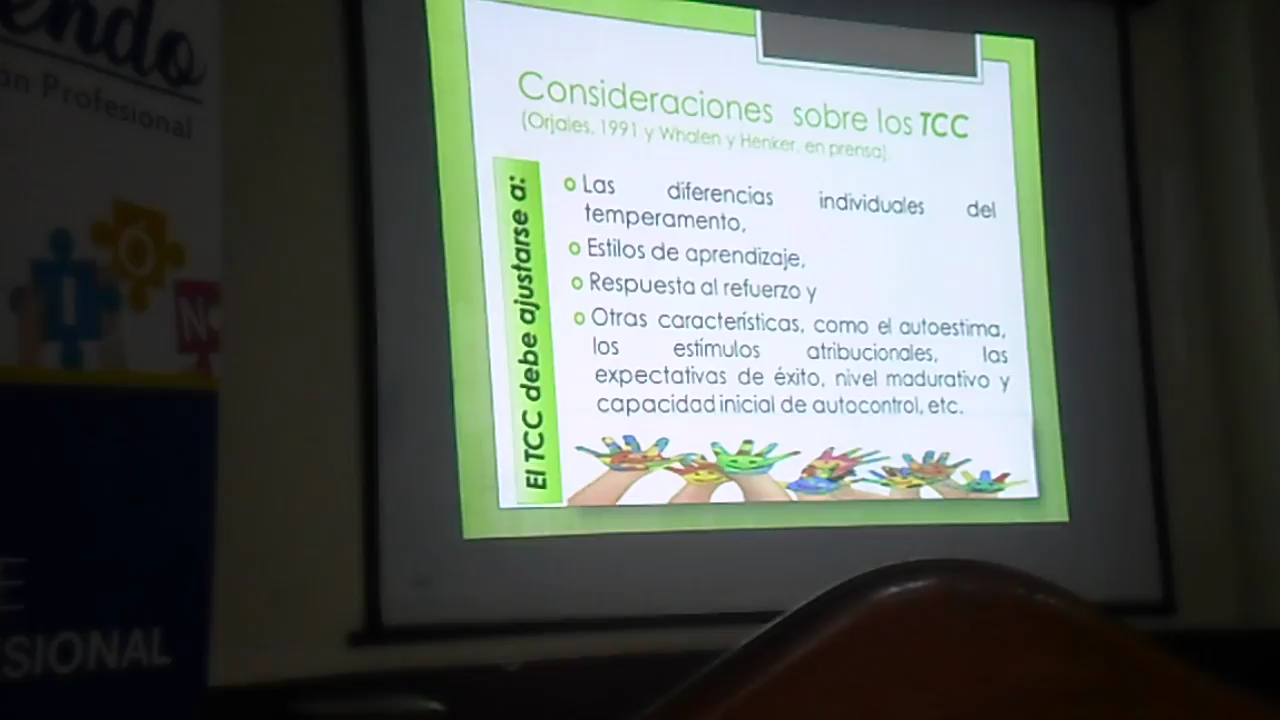 endo
ón Profesional
I
O
N
E
SIONAL
Consideraciones sobre los TCC
(Orjales, 1991 y Whalen y Henker, en prensa)
El TCC debe ajustarse a:
Las diferencias individuales del
temperamento,
Estilos de aprendizaje,
Respuesta al refuerzo y
Otras características, como el autoestima,
los estímulos atribucionales, las
expectativas de éxito, nivel madurativo y
capacidad inicial de autocontrol, etc.